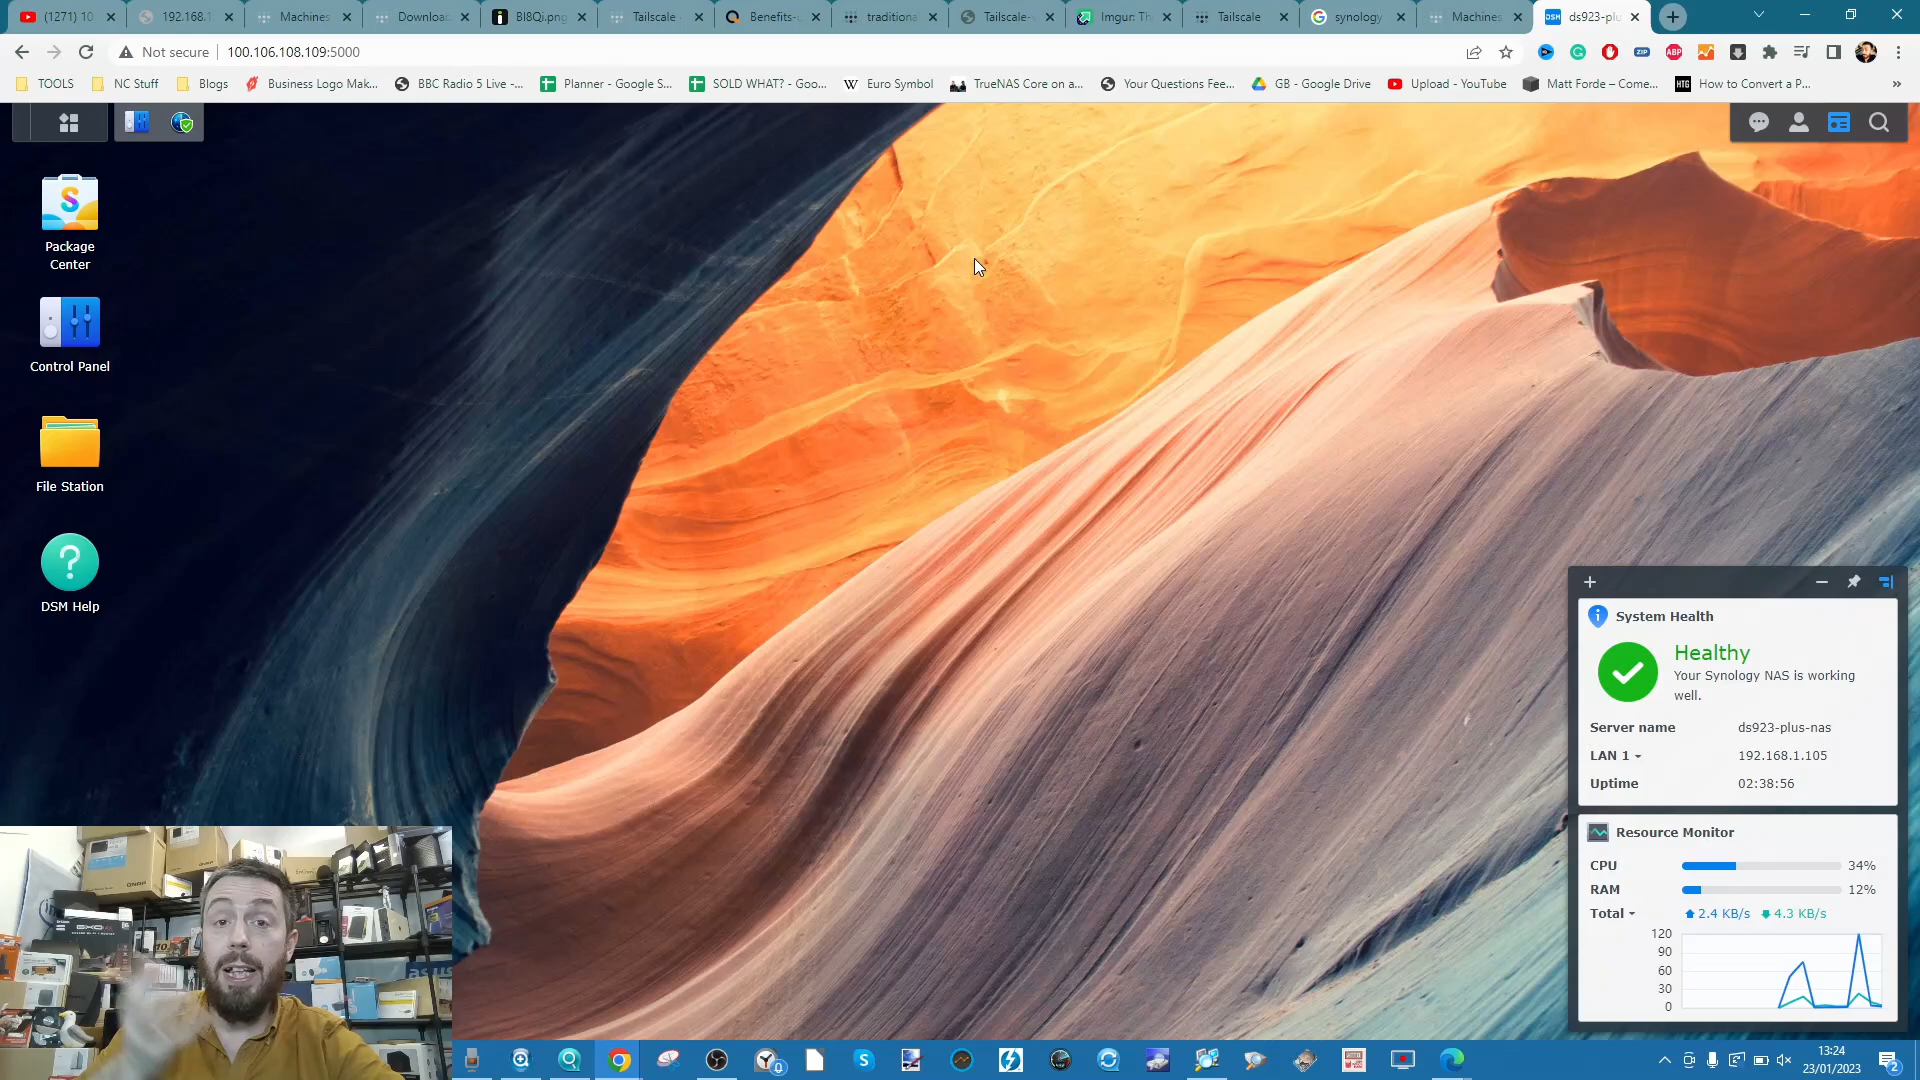 (1271) 10
192.168.1
Machines
Download
BI8Qi.png
Tailscale
Benefits-
traditiona
Tailscale-
Imgur: Th
Tailscale
synology
Machines
DSM
ds923-plu
Not secure
100.106.108.109:5000
ZIP
ABP
TOOLS
NC Stuff
Blogs
Business Logo Mak...
BBC Radio 5 Live -...
Planner - Google S...
SOLD WHAT? - Goo...
Euro Symbol
TrueNAS Core on a...
Your Questions Fee...
GB - Google Drive
Upload - YouTube
Matt Forde – Come...
HTG
How to Convert a P...
Package
Center
Control Panel
File Station
DSM Help
System Health
Healthy
Your Synology NAS is working
well.
Server name ds923-plus-nas
LAN 1 192.168.1.105
Uptime 02:38:56
Resource Monitor
CPU 34%
RAM 12%
Total 2.4 KB/s 4.3 KB/s
120
90
60
30
0
13:24
23/01/2023
2